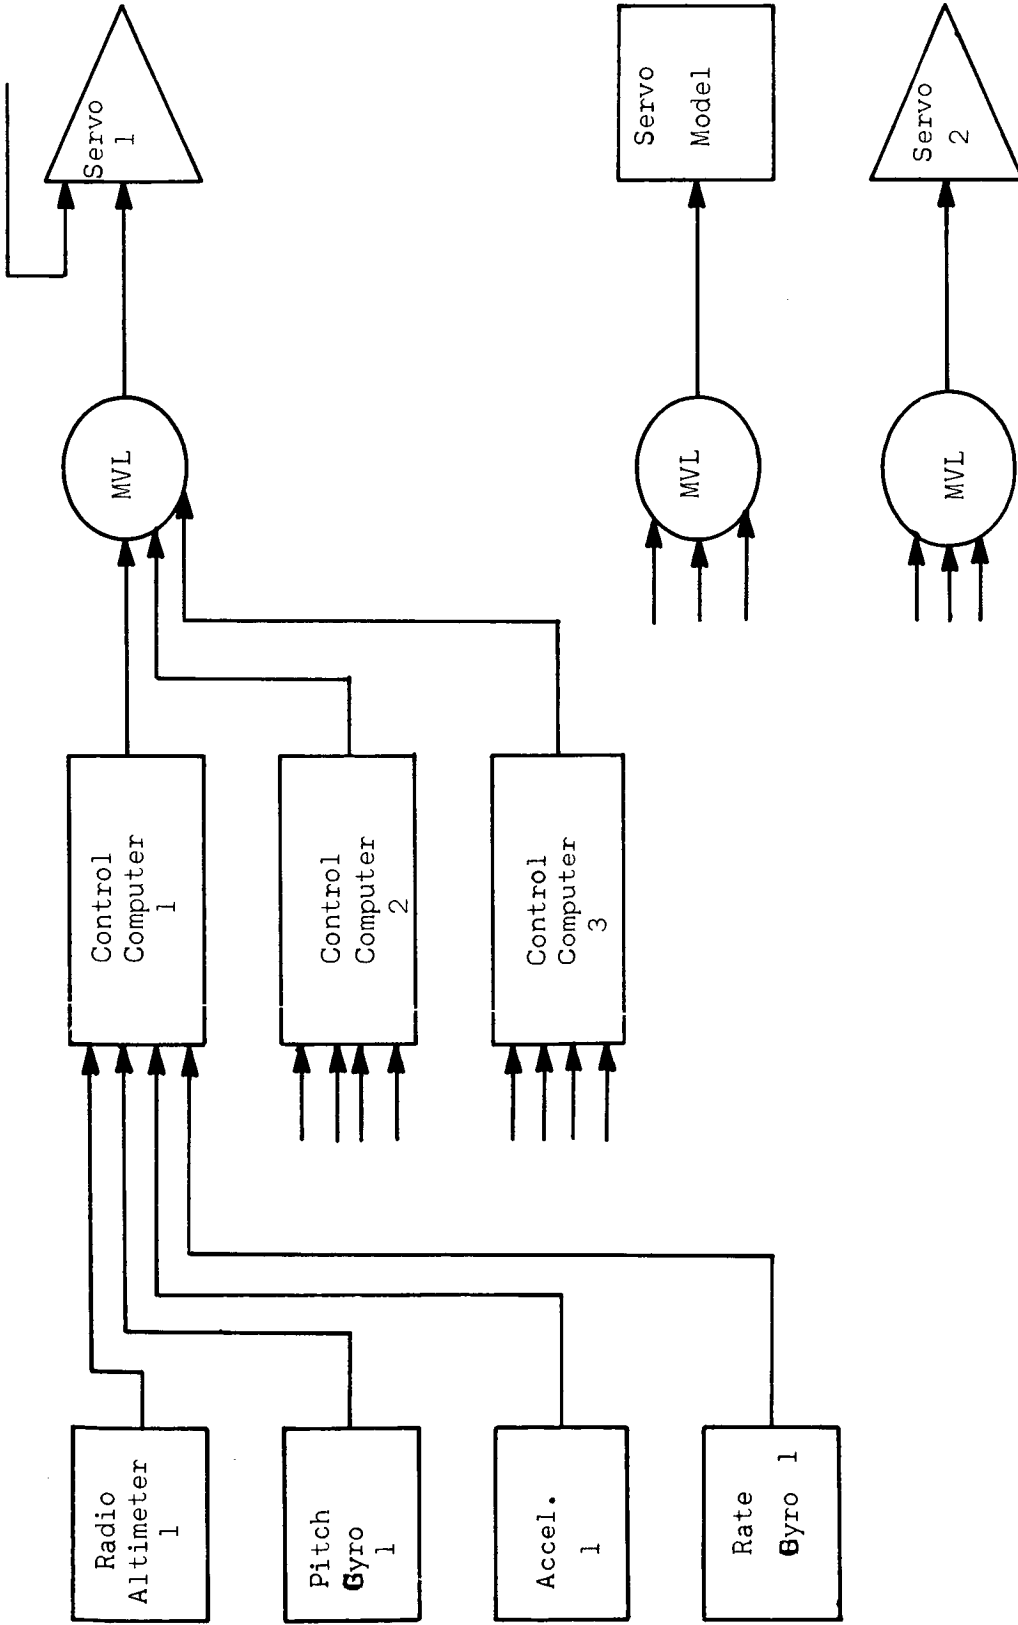 Radio
Altimeter
1
Pitch
Gyro
1
Accel.
1
Rate
Gyro 1
Control
Computer
1
Control
Computer
2
Control
Computer
3
MVL
MVL
MVL
Servo
1
Servo
Model
Servo
2